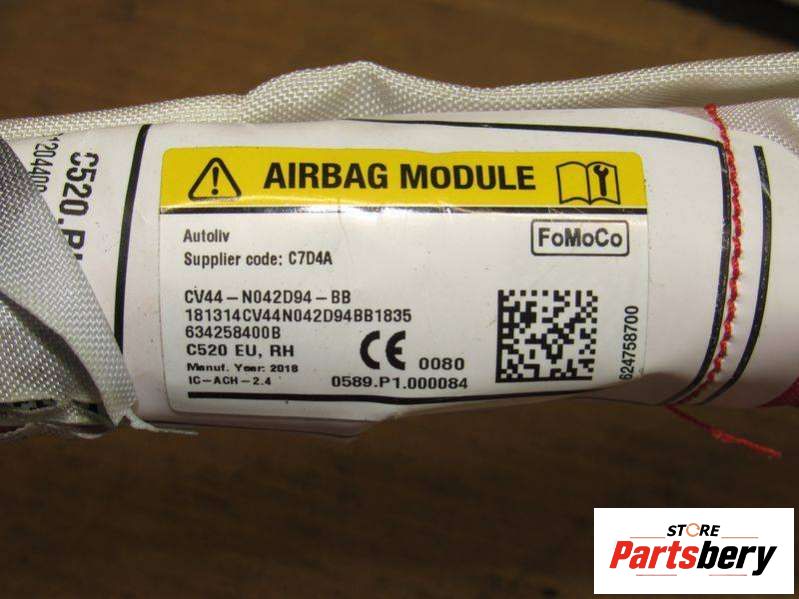 C520.P
AIRBAG MODULE
Autoliv
FoMoCo
Supplier code: C7D4A
CV44-N042D94-BB
181314CV44N042D94BB1835
634258400B
C520 EU, RH
Manut. Year: 2018
IC-ACH-2.4
CE 0080
0589.P1.000084
624758700
STORE
Partsbery